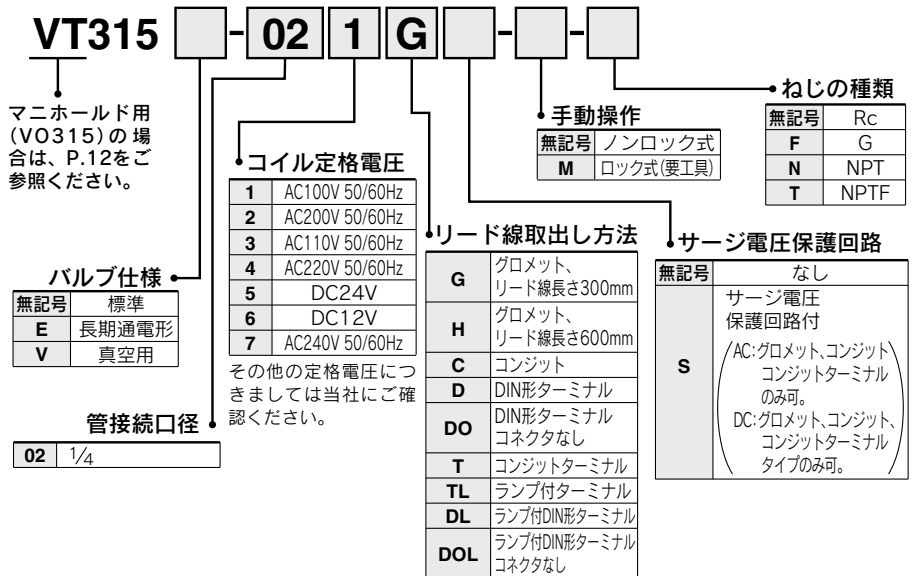 VT315 □-02 1 G □-□-□
マニホールド用
(VO315)の場
合は、P.12をご
参照ください。
バルブ仕様
無記号 標準
E 長期通電形
V 真空用
管接続口径
02 1/4
コイル定格電圧
1 AC100V 50/60Hz
2 AC200V 50/60Hz
3 AC110V 50/60Hz
4 AC220V 50/60Hz
5 DC24V
6 DC12V
7 AC240V 50/60Hz
その他の定格電圧につ
きましては当社にご確
認ください。
リード線取出し方法
G グロメット、
リード線長さ300mm
H グロメット、
リード線長さ600mm
C コンジット
D DIN形ターミナル
DO DIN形ターミナル
コネクタなし
T コンジットターミナル
TL ランプ付ターミナル
DL ランプ付DIN形ターミナル
DOL ランプ付DIN形ターミナル
コネクタなし
手動操作
無記号 ノンロック式
M ロック式(要工具)
サージ電圧保護回路
無記号 なし
S サージ電圧
保護回路付
(AC:グロメット、コンジット
コンジットターミナル
のみ可。
DC:グロメット、コンジット、
コンジットターミナル
タイプのみ可。)
ねじの種類
無記号 Rc
F G
N NPT
T NPTF